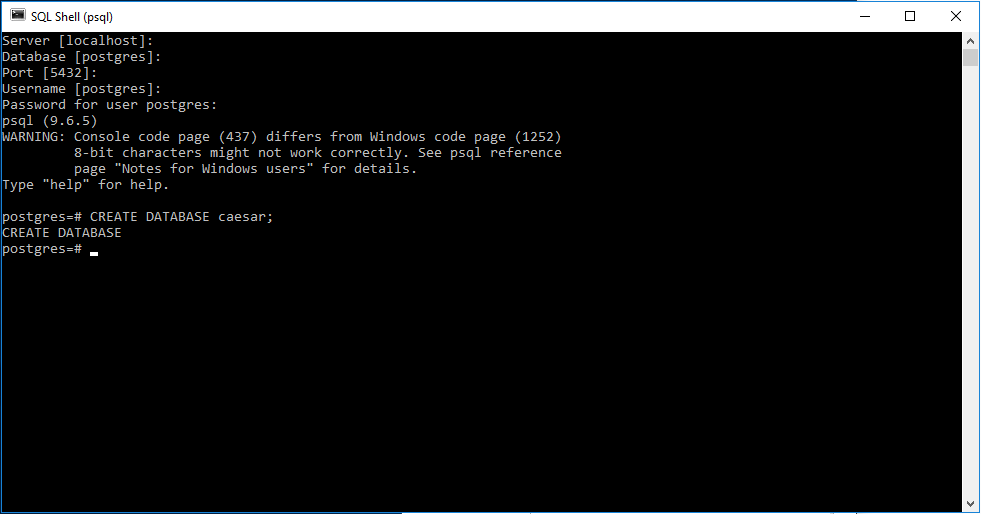 SQL Shell (psql)
Server [localhost]:
Database [postgres]:
Port [5432]:
Username [postgres]:
Password for user postgres:
psql (9.6.5)
WARNING: Console code page (437) differs from Windows code page (1252)
         8-bit characters might not work correctly. See psql reference
         page "Notes for Windows users" for details.
Type "help" for help.

postgres=# CREATE DATABASE caesar;
CREATE DATABASE
postgres=#